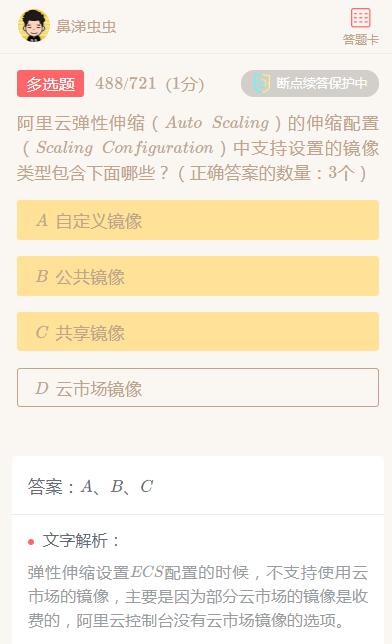 鼻涕虫虫
答题卡
多选题 488/721 (1分) 断点续答保护中
阿里云弹性伸缩（Auto Scaling）的伸缩配置
（Scaling Configuration）中支持设置的镜像
类型包含下面哪些？（正确答案的数量：3个）
A 自定义镜像
B 公共镜像
C 共享镜像
D 云市场镜像
答案：A、B、C
• 文字解析：
弹性伸缩设置ECS配置的时候，不支持使用云
市场的镜像，主要是因为部分云市场的镜像是收
费的，阿里云控制台没有云市场镜像的选项。